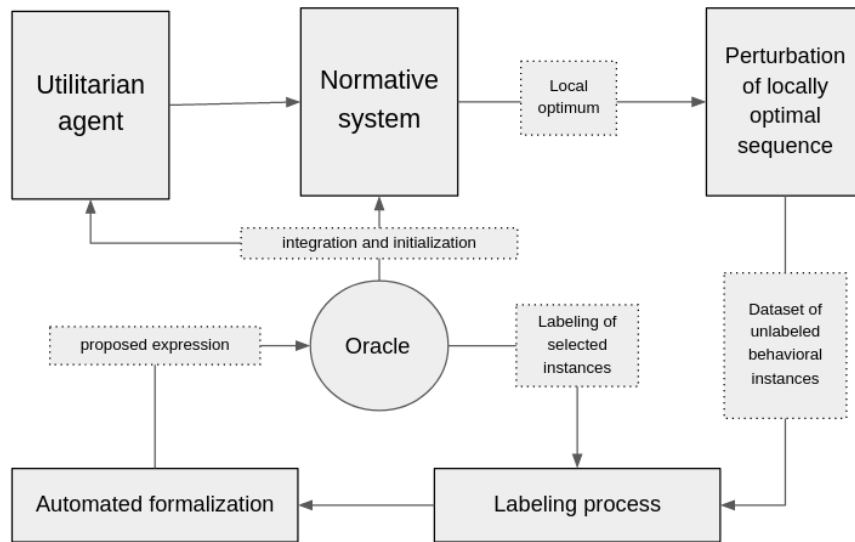 Utilitarian
agent
Normative
system
Local
optimum
Perturbation
of locally
optimal
sequence
integration and initialization
proposed expression
Oracle
Labeling of
selected
instances
Dataset of
unlabeled
behavioral
instances
Automated formalization
Labeling process